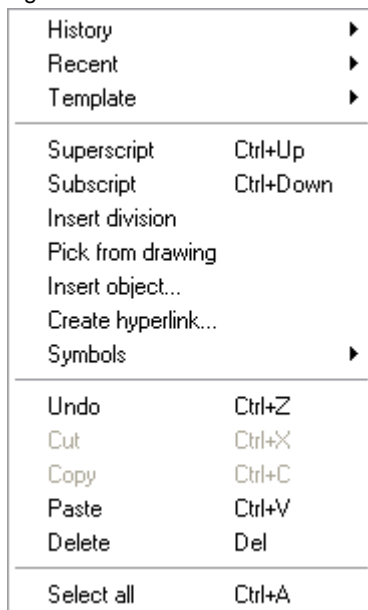 History
Recent
Template
Superscript Ctrl+Up
Subscript Ctrl+Down
Insert division
Pick from drawing
Insert object...
Create hyperlink...
Symbols
Undo Ctrl+Z
Cut Ctrl+X
Copy Ctrl+C
Paste Ctrl+V
Delete Del
Select all Ctrl+A